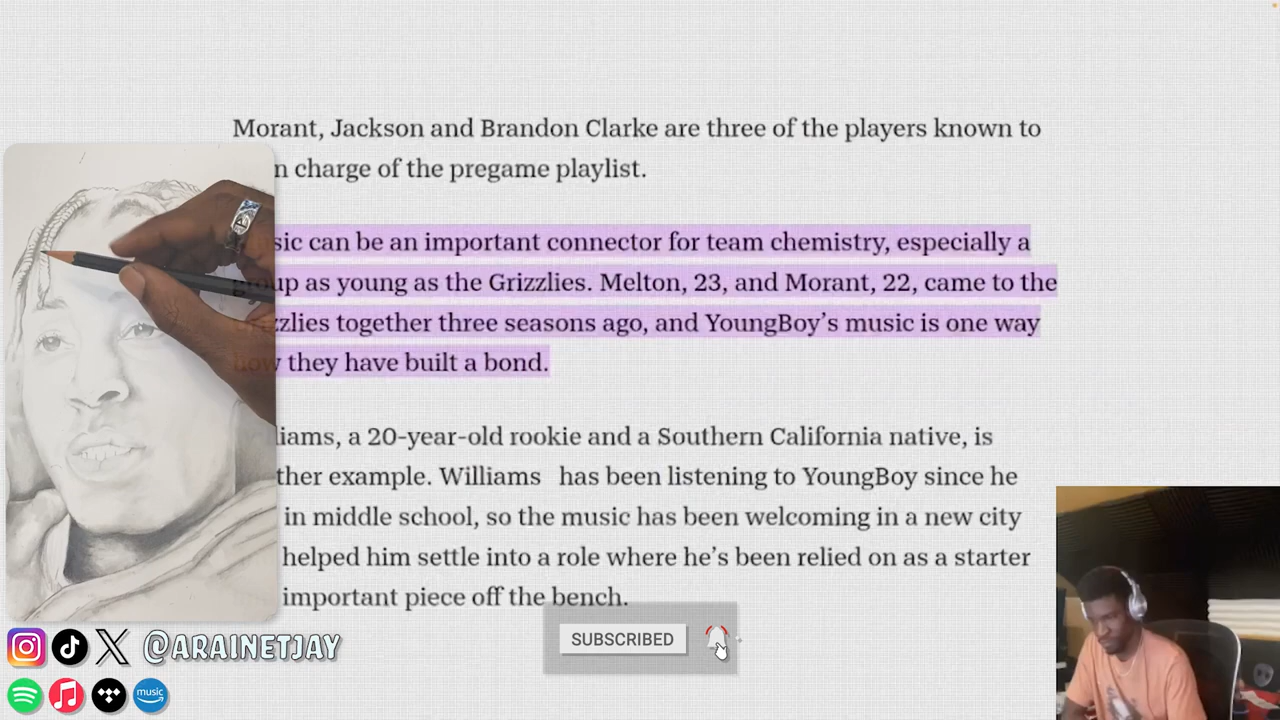 Morant, Jackson and Brandon Clarke are three of the players known to
charge of the pregame playlist.
can be an important connector for team chemistry, especially a
group as young as the Grizzlies. Melton, 23, and Morant, 22, came to the
together three seasons ago, and YoungBoy's music is one way
how they have built a bond.
a 20-year-old rookie and a Southern California native, is
example. Williams has been listening to YoungBoy since he
in middle school, so the music has been welcoming in a new city
helped him settle into a role where he's been relied on as a starter
important piece off the bench.
SUBSCRIBED
@ARAINETJAY
music